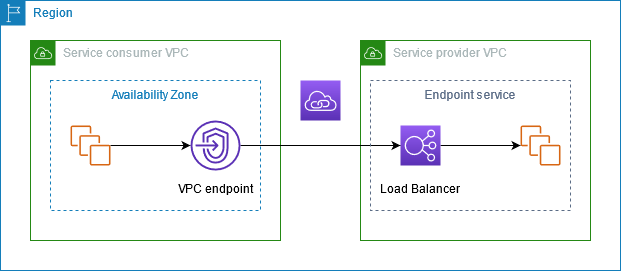 Region
Service consumer VPC
Service provider VPC
Availability Zone
Endpoint service
VPC endpoint
Load Balancer